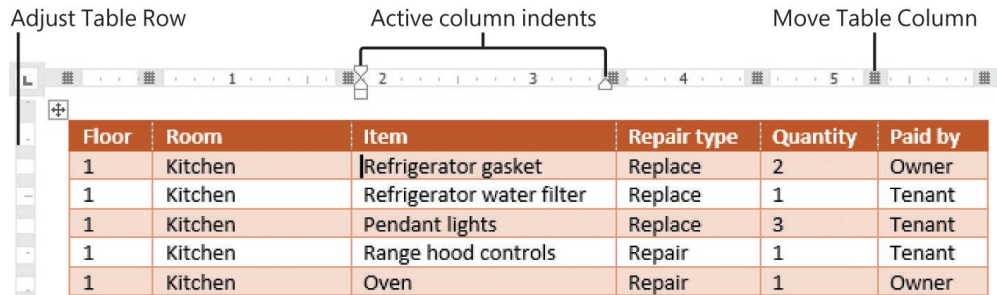 Adjust Table Row Active column indents Move Table Column
1 2 3 4 5
Floor Room Item Repair type Quantity Paid by
1 Kitchen Refrigerator gasket Replace 2 Owner
1 Kitchen Refrigerator water filter Replace 1 Tenant
1 Kitchen Pendant lights Replace 3 Tenant
1 Kitchen Range hood controls Repair 1 Tenant
1 Kitchen Oven Repair 1 Owner